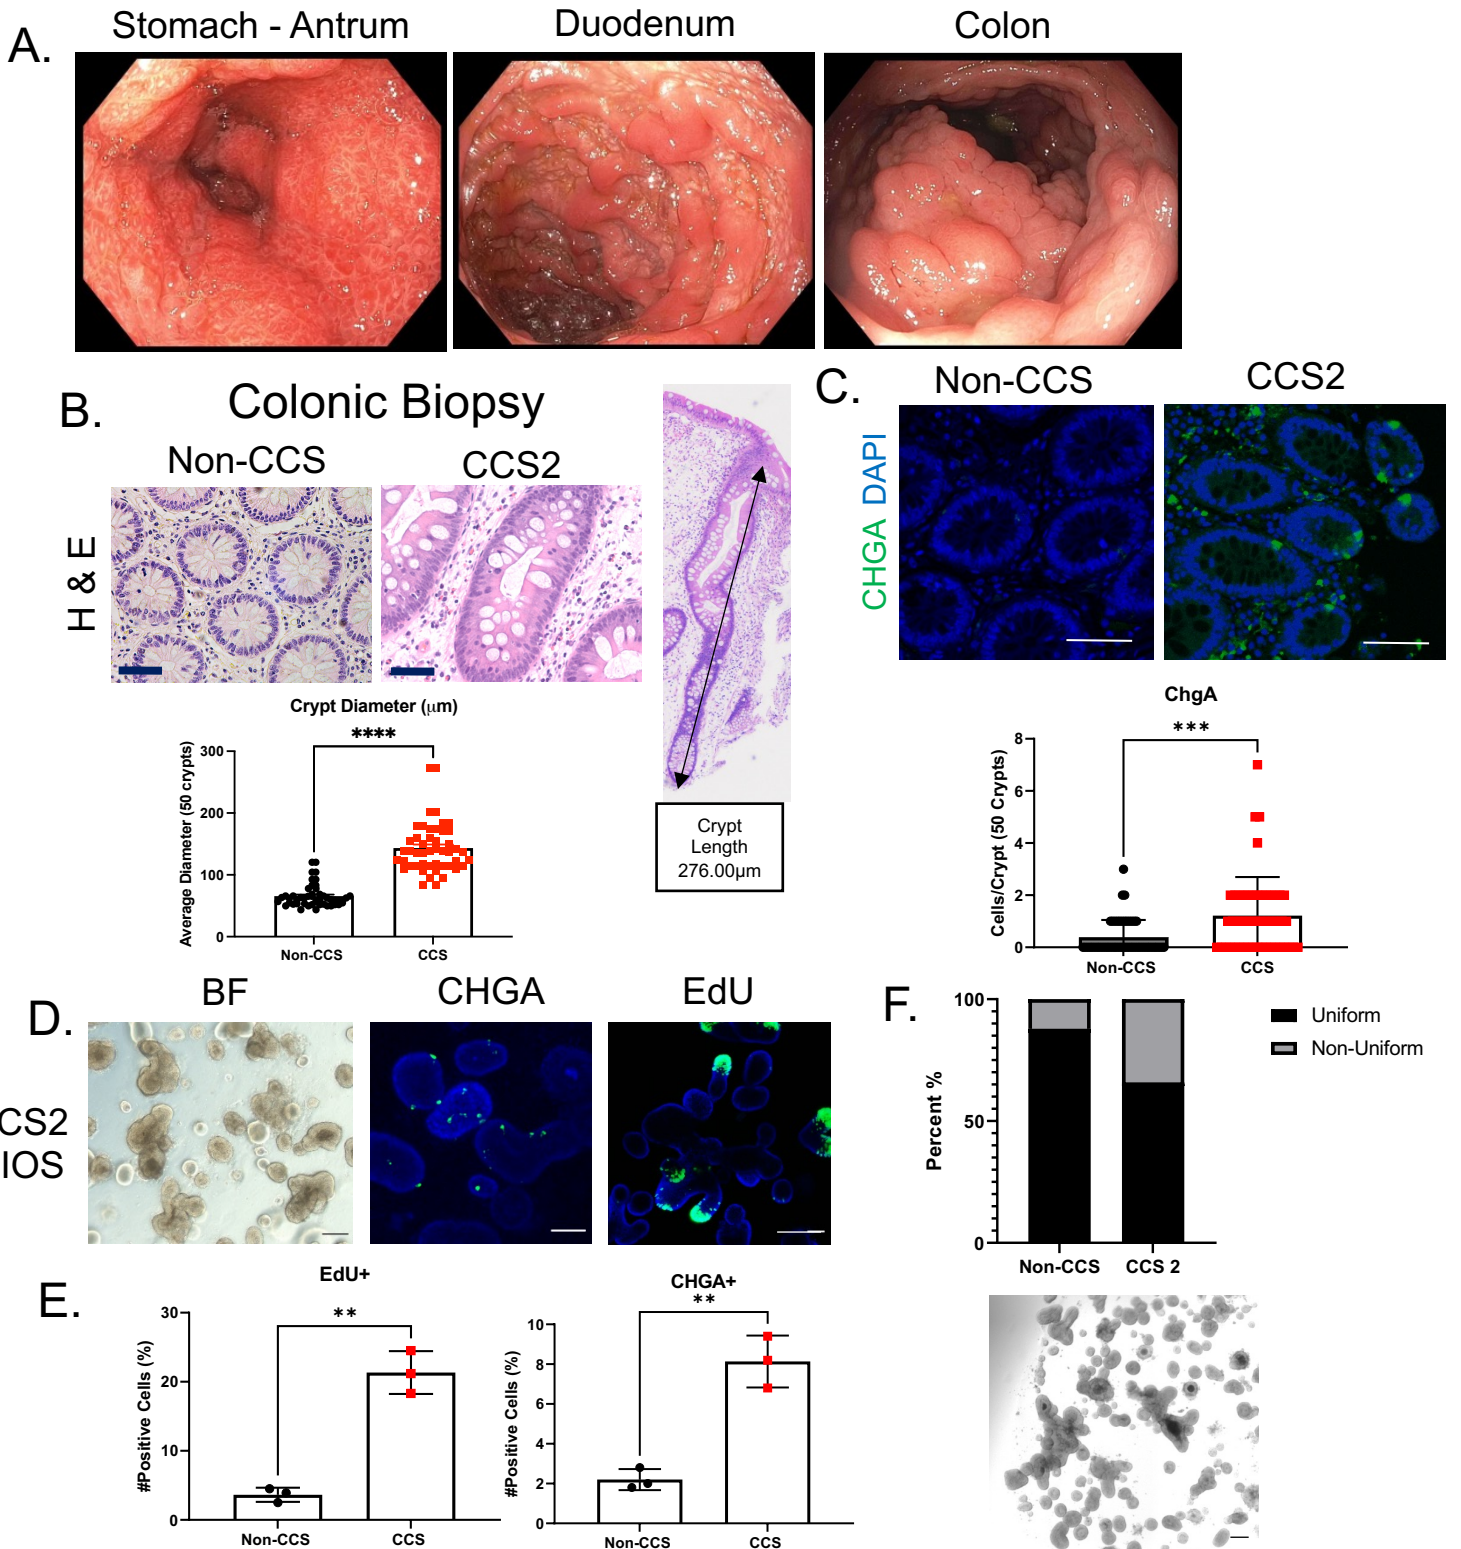 A.
Stomach - Antrum
Duodenum
Colon
B.
Colonic Biopsy
Non-CCS
CCS2
H & E
Crypt
Length
276.00µm
Crypt Diameter (μm)
****
Average Diameter (50 crypts)
300
200
100
0
Non-CCS
CCS
C.
Non-CCS
CCS2
CHGA DAPI
ChgA
***
Cells/Crypt (50 Crypts)
8
6
4
2
0
Non-CCS
CCS
D.
BF
CHGA
EdU
CS2
IOS
E.
EdU+
**
#Positive Cells (%)
30
20
10
0
Non-CCS
CCS
CHGA+
**
#Positive Cells (%)
10
8
6
4
2
0
Non-CCS
CCS
F.
Percent %
100
50
0
Non-CCS
CCS 2
Uniform
Non-Uniform